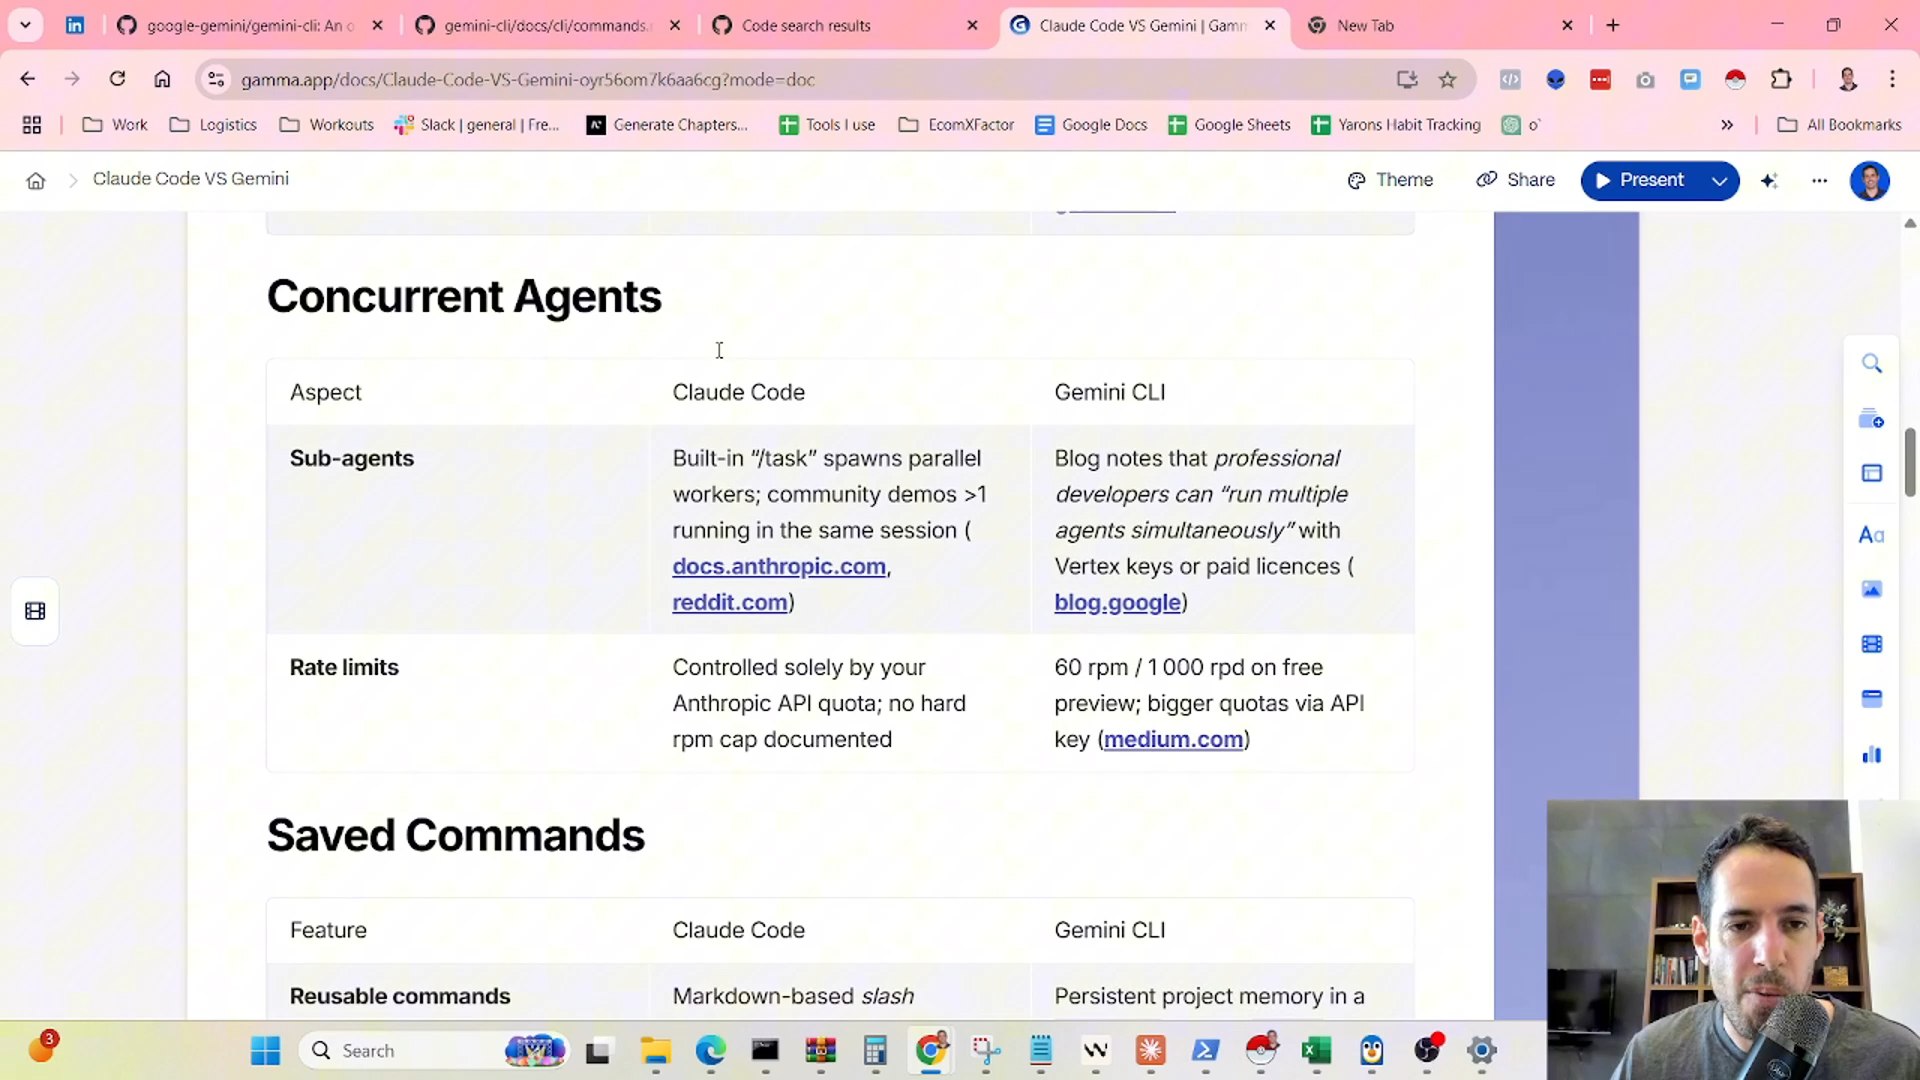 google-gemini/gemini-cli: An o
gemini-cli/docs/cli/commands.
Code search results
Claude Code VS Gemini | Gamm
New Tab
gamma.app/docs/Claude-Code-VS-Gemini-oyr56om7k6aa6cg?mode=doc
Work
Logistics
Workouts
Slack | general | Fre...
Generate Chapters...
Tools I use
EcomXFactor
Google Docs
Google Sheets
Yarons Habit Tracking
o`
All Bookmarks
Claude Code VS Gemini
Theme
Share
Present
Concurrent Agents
Aspect
Claude Code
Gemini CLI
Sub-agents
Built-in “/task” spawns parallel
workers; community demos >1
running in the same session (
docs.anthropic.com,
reddit.com)
Blog notes that professional
developers can “run multiple
agents simultaneously” with
Vertex keys or paid licences (
blog.google)
Rate limits
Controlled solely by your
Anthropic API quota; no hard
rpm cap documented
60 rpm / 1 000 rpd on free
preview; bigger quotas via API
key (medium.com)
Saved Commands
Feature
Claude Code
Gemini CLI
Reusable commands
Markdown-based slash
Persistent project memory in a
Aa
3
Search